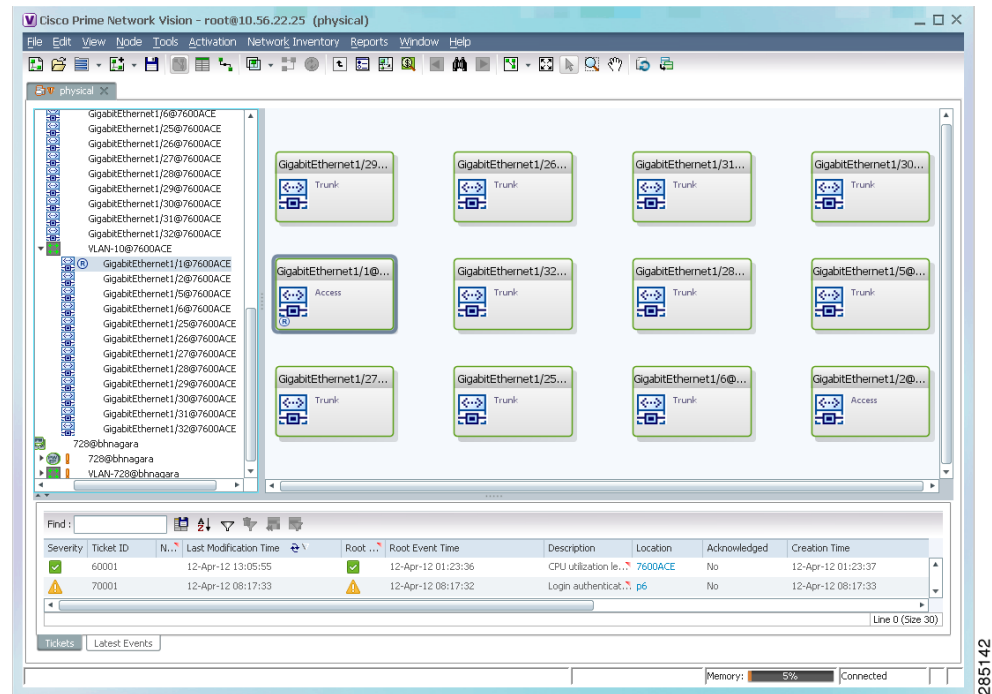 Cisco Prime Network Vision - root@10.56.22.25 (physical)
File Edit View Node Tools Activation Network Inventory Reports Window Help
physical
GigabitEthernet1/6@7600ACE
GigabitEthernet1/25@7600ACE
GigabitEthernet1/26@7600ACE
GigabitEthernet1/27@7600ACE
GigabitEthernet1/28@7600ACE
GigabitEthernet1/29@7600ACE
GigabitEthernet1/30@7600ACE
GigabitEthernet1/31@7600ACE
GigabitEthernet1/32@7600ACE
VLAN-10@7600ACE
R GigabitEthernet1/1@7600ACE
GigabitEthernet1/2@7600ACE
GigabitEthernet1/5@7600ACE
GigabitEthernet1/6@7600ACE
GigabitEthernet1/25@7600ACE
GigabitEthernet1/26@7600ACE
GigabitEthernet1/27@7600ACE
GigabitEthernet1/28@7600ACE
GigabitEthernet1/29@7600ACE
GigabitEthernet1/30@7600ACE
GigabitEthernet1/31@7600ACE
GigabitEthernet1/32@7600ACE
728@bhnagara
728@bhnagara
VLAN-728@bhnagara
GigabitEthernet1/29... GigabitEthernet1/26... GigabitEthernet1/31... GigabitEthernet1/30...
Trunk Trunk Trunk Trunk
GigabitEthernet1/1@... GigabitEthernet1/32... GigabitEthernet1/28... GigabitEthernet1/5@...
Access Trunk Trunk Trunk
R
GigabitEthernet1/27... GigabitEthernet1/25... GigabitEthernet1/6@... GigabitEthernet1/2@...
Trunk Trunk Trunk Access
Find :
Severity Ticket ID N... Last Modification Time Root ... Root Event Time Description Location Acknowledged Creation Time
60001 12-Apr-12 13:05:55 12-Apr-12 01:23:36 CPU utilization le... 7600ACE No 12-Apr-12 01:23:37
70001 12-Apr-12 08:17:33 12-Apr-12 08:17:32 Login authenticat... p6 No 12-Apr-12 08:17:33
Line 0 (Size 30)
Tickets Latest Events
Memory: 5% Connected
285142